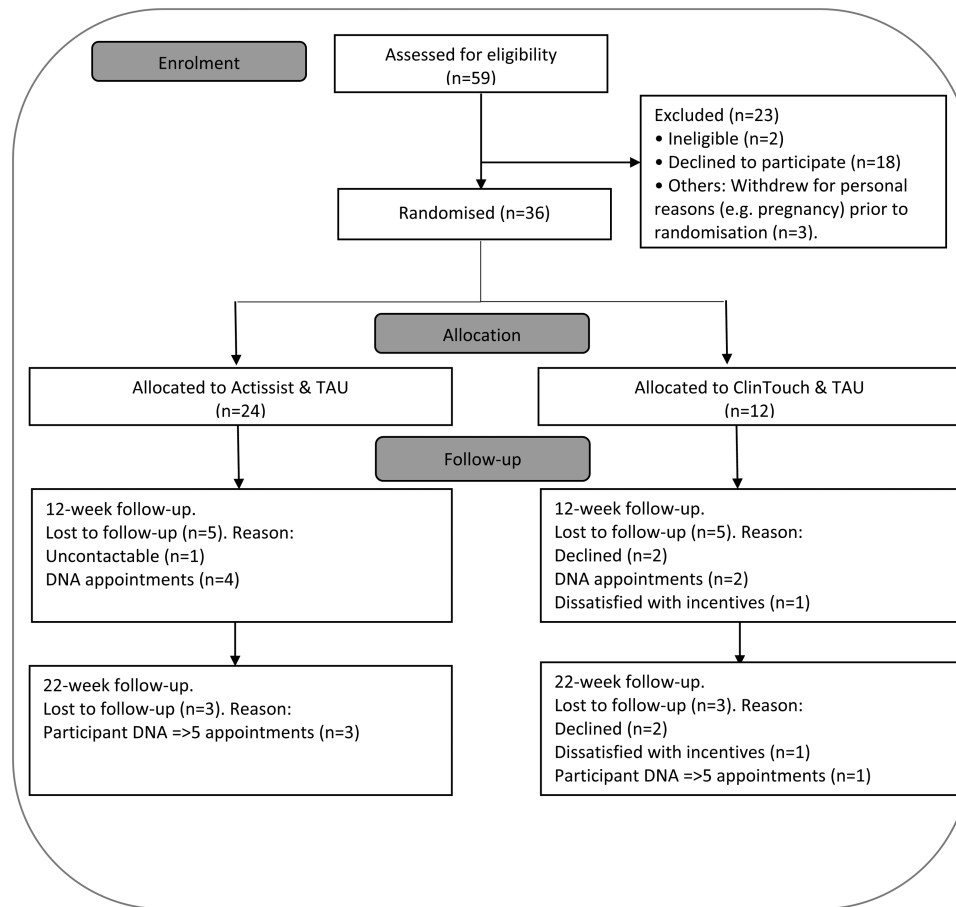 Enrolment
Assessed for eligibility
(n=59)
Excluded (n=23)
• Ineligible (n=2)
• Declined to participate (n=18)
• Others: Withdrew for personal
reasons (e.g. pregnancy) prior to
randomisation (n=3).
Randomised (n=36)
Allocation
Allocated to Actissist & TAU
(n=24)
Allocated to ClinTouch & TAU
(n=12)
Follow-up
12-week follow-up.
Lost to follow-up (n=5). Reason:
Uncontactable (n=1)
DNA appointments (n=4)
12-week follow-up.
Lost to follow-up (n=5). Reason:
Declined (n=2)
DNA appointments (n=2)
Dissatisfied with incentives (n=1)
22-week follow-up.
Lost to follow-up (n=3). Reason:
Participant DNA =>5 appointments (n=3)
22-week follow-up.
Lost to follow-up (n=3). Reason:
Declined (n=2)
Dissatisfied with incentives (n=1)
Participant DNA =>5 appointments (n=1)